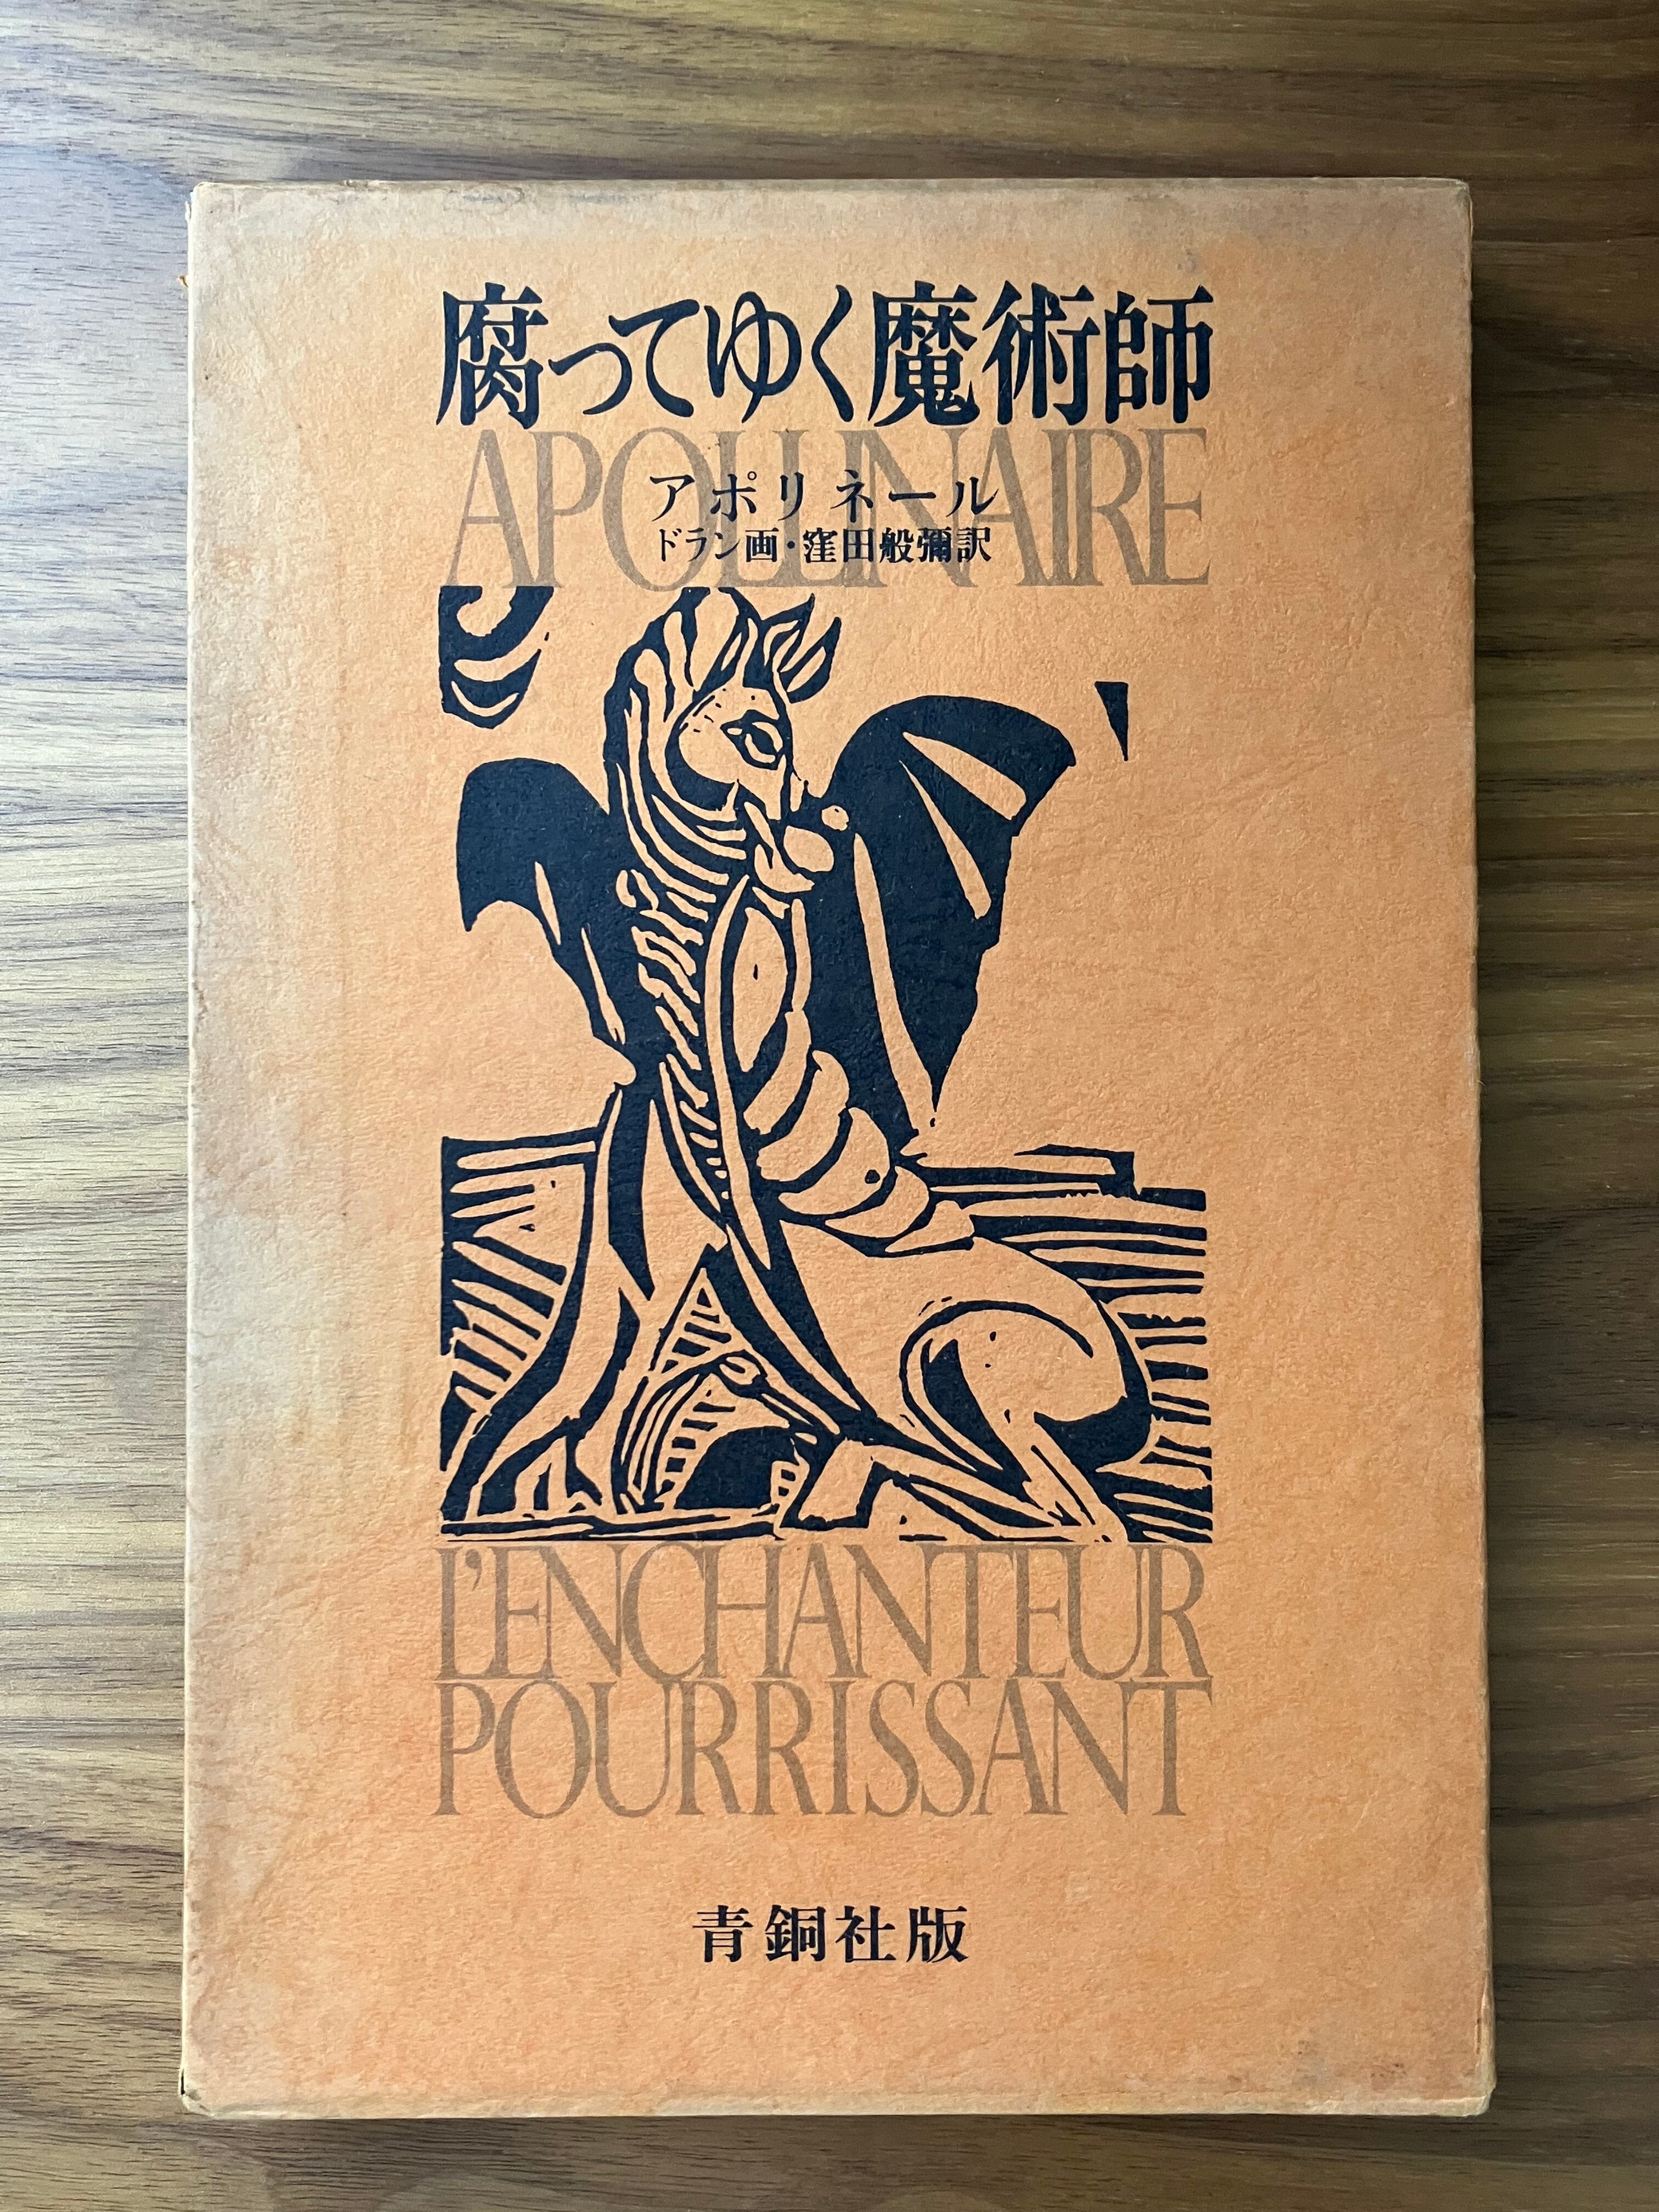 腐ってゆく魔術師
APOLLINAIRE
アポリネール
ドラン画・窪田般彌訳
L'ENCHANTEUR
POURRISSANT
青銅社版